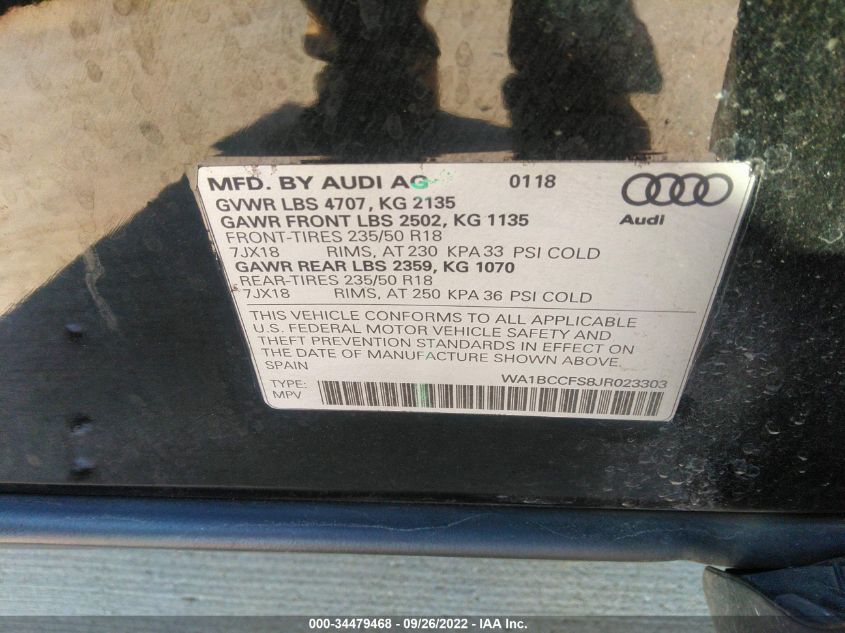 MFD. BY AUDI AG 0118
GVWR LBS 4707, KG 2135
GAWR FRONT LBS 2502, KG 1135
Audi
FRONT-TIRES 235/50 R18
7JX18 RIMS, AT 230 KPA 33 PSI COLD
GAWR REAR LBS 2359, KG 1070
REAR-TIRES 235/50 R18
7JX18 RIMS, AT 250 KPA 36 PSI COLD
THIS VEHICLE CONFORMS TO ALL APPLICABLE
U.S. FEDERAL MOTOR VEHICLE SAFETY AND
THEFT PREVENTION STANDARDS IN EFFECT ON
THE DATE OF MANUFACTURE SHOWN ABOVE.
SPAIN
WA1BCCFS8JR023303
TYPE:
MPV
000-34479468 - 09/26/2022 - IAA Inc.